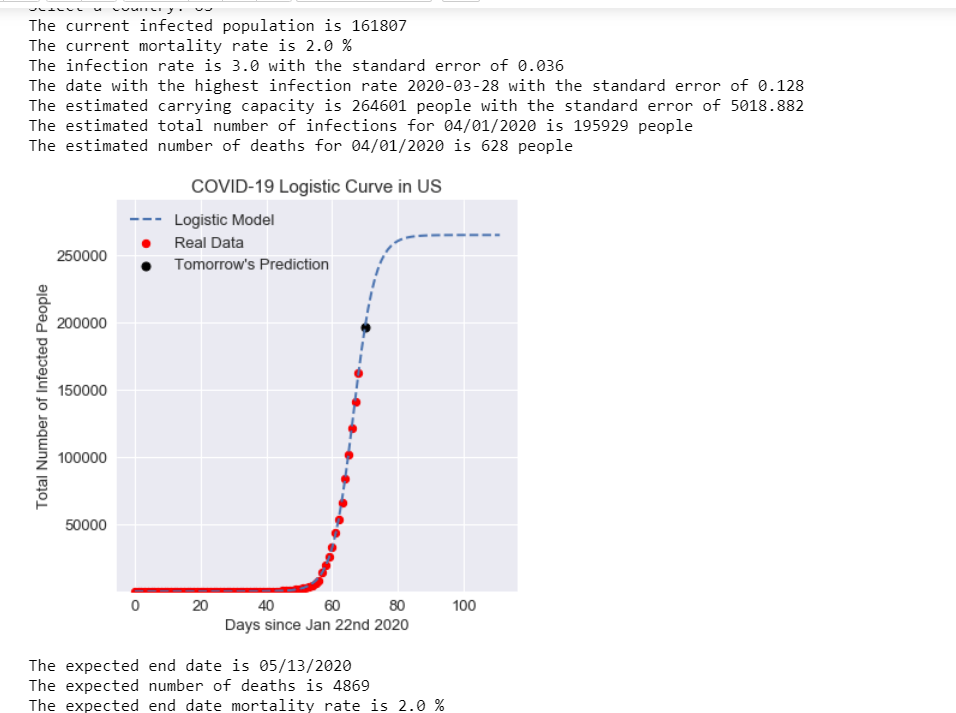 The current infected population is 161807
The current mortality rate is 2.0 %
The infection rate is 3.0 with the standard error of 0.036
The date with the highest infection rate 2020-03-28 with the standard error of 0.128
The estimated carrying capacity is 264601 people with the standard error of 5018.882
The estimated total number of infections for 04/01/2020 is 195929 people
The estimated number of deaths for 04/01/2020 is 628 people
COVID-19 Logistic Curve in US
Logistic Model
Real Data
Tomorrow's Prediction
Total Number of Infected People
250000
200000
150000
100000
50000
0 20 40 60 80 100
Days since Jan 22nd 2020
The expected end date is 05/13/2020
The expected number of deaths is 4869
The expected end date mortality rate is 2.0 %